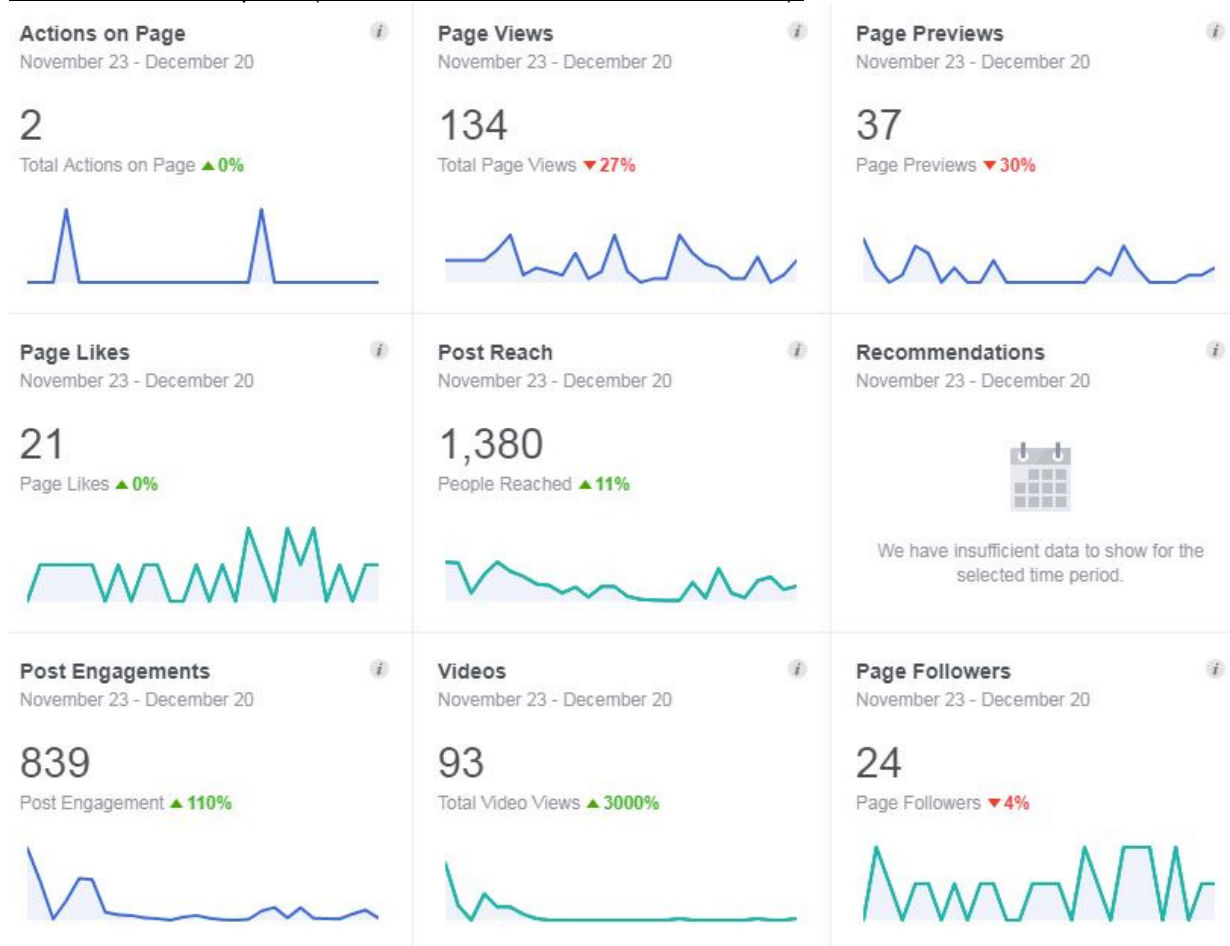 Actions on Page
November 23 - December 20
2
Total Actions on Page ▲ 0%
Page Views
November 23 - December 20
134
Total Page Views ▼ 27%
Page Previews
November 23 - December 20
37
Page Previews ▼ 30%
Page Likes
November 23 - December 20
21
Page Likes ▲ 0%
Post Reach
November 23 - December 20
1,380
People Reached ▲ 11%
Recommendations
November 23 - December 20
We have insufficient data to show for the
selected time period.
Post Engagements
November 23 - December 20
839
Post Engagement ▲ 110%
Videos
November 23 - December 20
93
Total Video Views ▲ 3000%
Page Followers
November 23 - December 20
24
Page Followers ▼ 4%